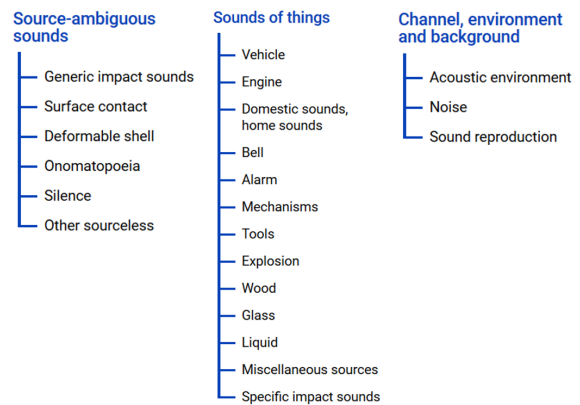 Source-ambiguous
sounds
Generic impact sounds
Surface contact
Deformable shell
Onomatopoeia
Silence
Other sourceless
Sounds of things
Vehicle
Engine
Domestic sounds,
home sounds
Bell
Alarm
Mechanisms
Tools
Explosion
Wood
Glass
Liquid
Miscellaneous sources
Specific impact sounds
Channel, environment
and background
Acoustic environment
Noise
Sound reproduction